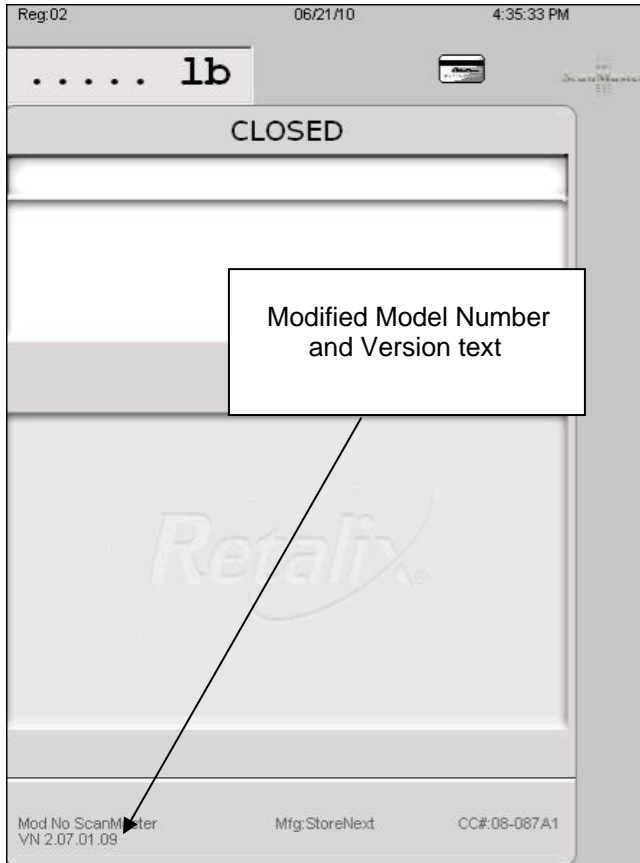 Reg:02 06/21/10 4:35:33 PM
..... lb
ScanMaster
CLOSED
Modified Model Number
and Version text
Retalix
Mod No ScanMaster Mfg:StoreNext CC#:08-087A1
VN 2.07.01.09